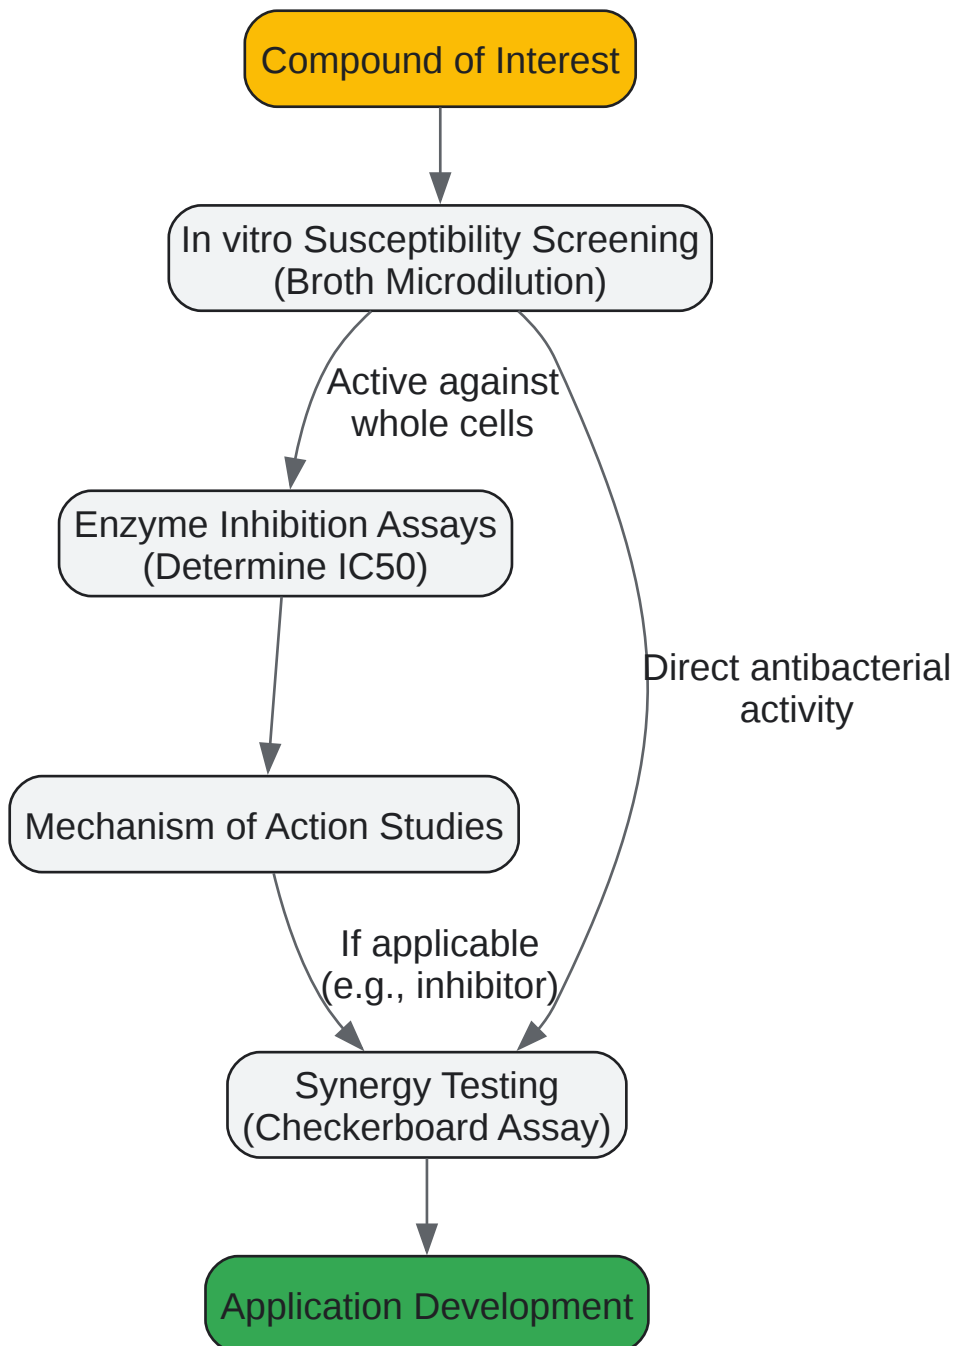 Compound of Interest
In vitro Susceptibility Screening
(Broth Microdilution)
Active against
whole cells
Enzyme Inhibition Assays
(Determine IC50)
Direct antibacterial
activity
Mechanism of Action Studies
If applicable
(e.g., inhibitor)
Synergy Testing
(Checkerboard Assay)
Application Development